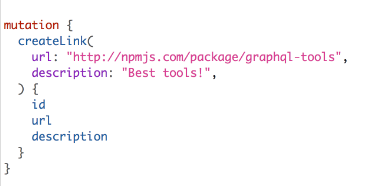 mutation {
  createLink(
    url: "http://npmjs.com/package/graphql-tools",
    description: "Best tools!",
  ) {
    id
    url
    description
  }
}